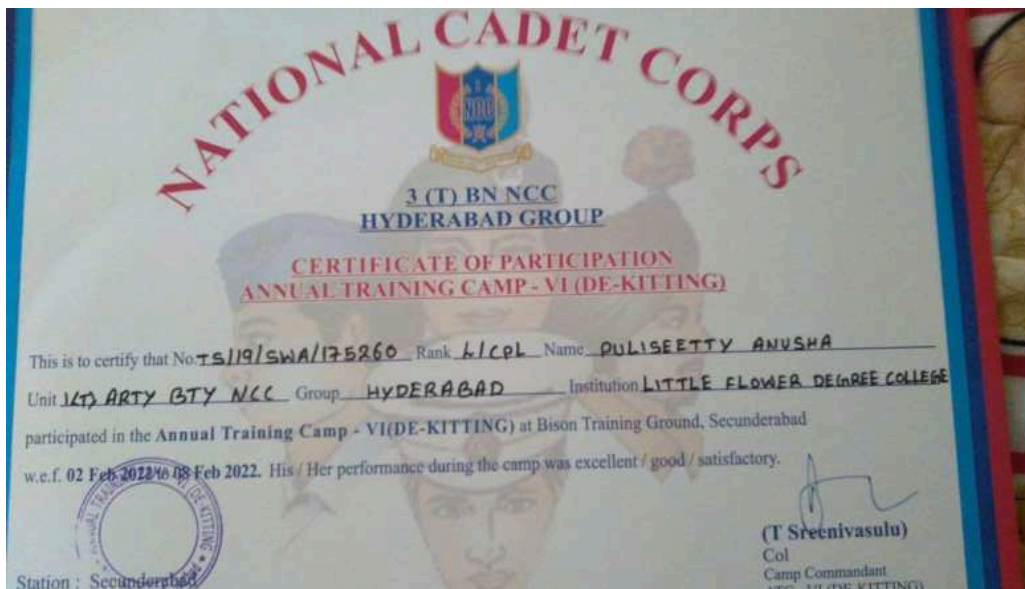 NATIONAL CADET CORPS
NCC
3 (T) BN NCC
HYDERABAD GROUP
CERTIFICATE OF PARTICIPATION
ANNUAL TRAINING CAMP - VI (DE-KITTING)
This is to certify that No. TS/19/SWA/175260 Rank L/CPL Name PULISEETTY ANUSHA
Unit 1(T) ARTY BTY NCC Group HYDERABAD Institution LITTLE FLOWER DEGREE COLLEGE
participated in the Annual Training Camp - VI(DE-KITTING) at Bison Training Ground, Secunderabad
w.e.f. 02 Feb 2022 to 08 Feb 2022. His / Her performance during the camp was excellent / good / satisfactory.
(T Sreenivasulu)
Col
Camp Commandant
ATC - VI (DE-KITTING)
Station : Secunderabad